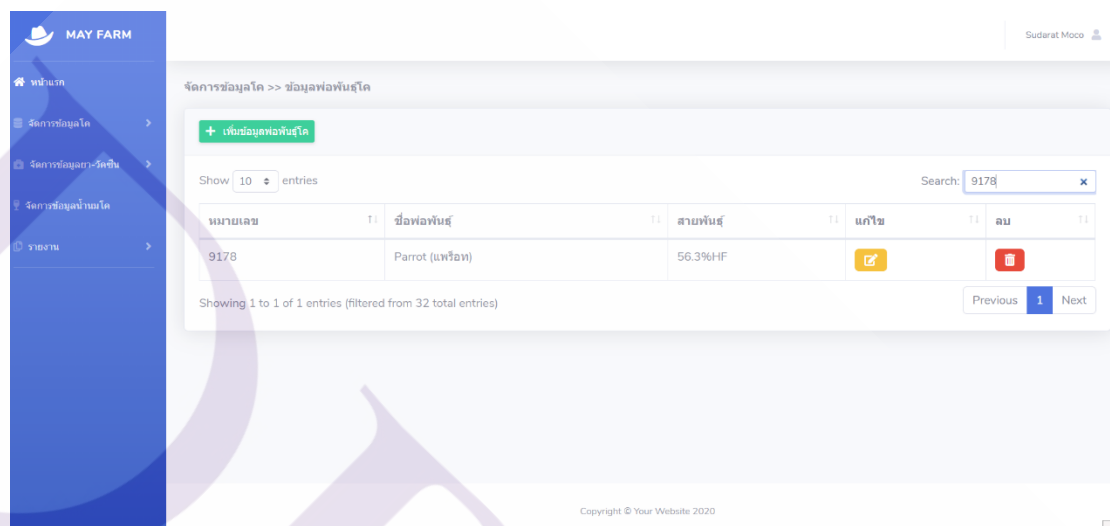 MAY FARM
Sudarat Moco
หน้าแรก
จัดการข้อมูลโค
จัดการข้อมูลยา-วัคซีน
จัดการข้อมูลน้ำนมโค
รายงาน
จัดการข้อมูลโค >> ข้อมูลพ่อพันธุ์โค
+ เพิ่มข้อมูลพ่อพันธุ์โค
Show 10 entries
Search: 9178
หมายเลข ชื่อพ่อพันธุ์ สายพันธุ์ แก้ไข ลบ
9178 Parrot (แพร็อท) 56.3%HF
Showing 1 to 1 of 1 entries (filtered from 32 total entries)
Previous 1 Next
Copyright © Your Website 2020